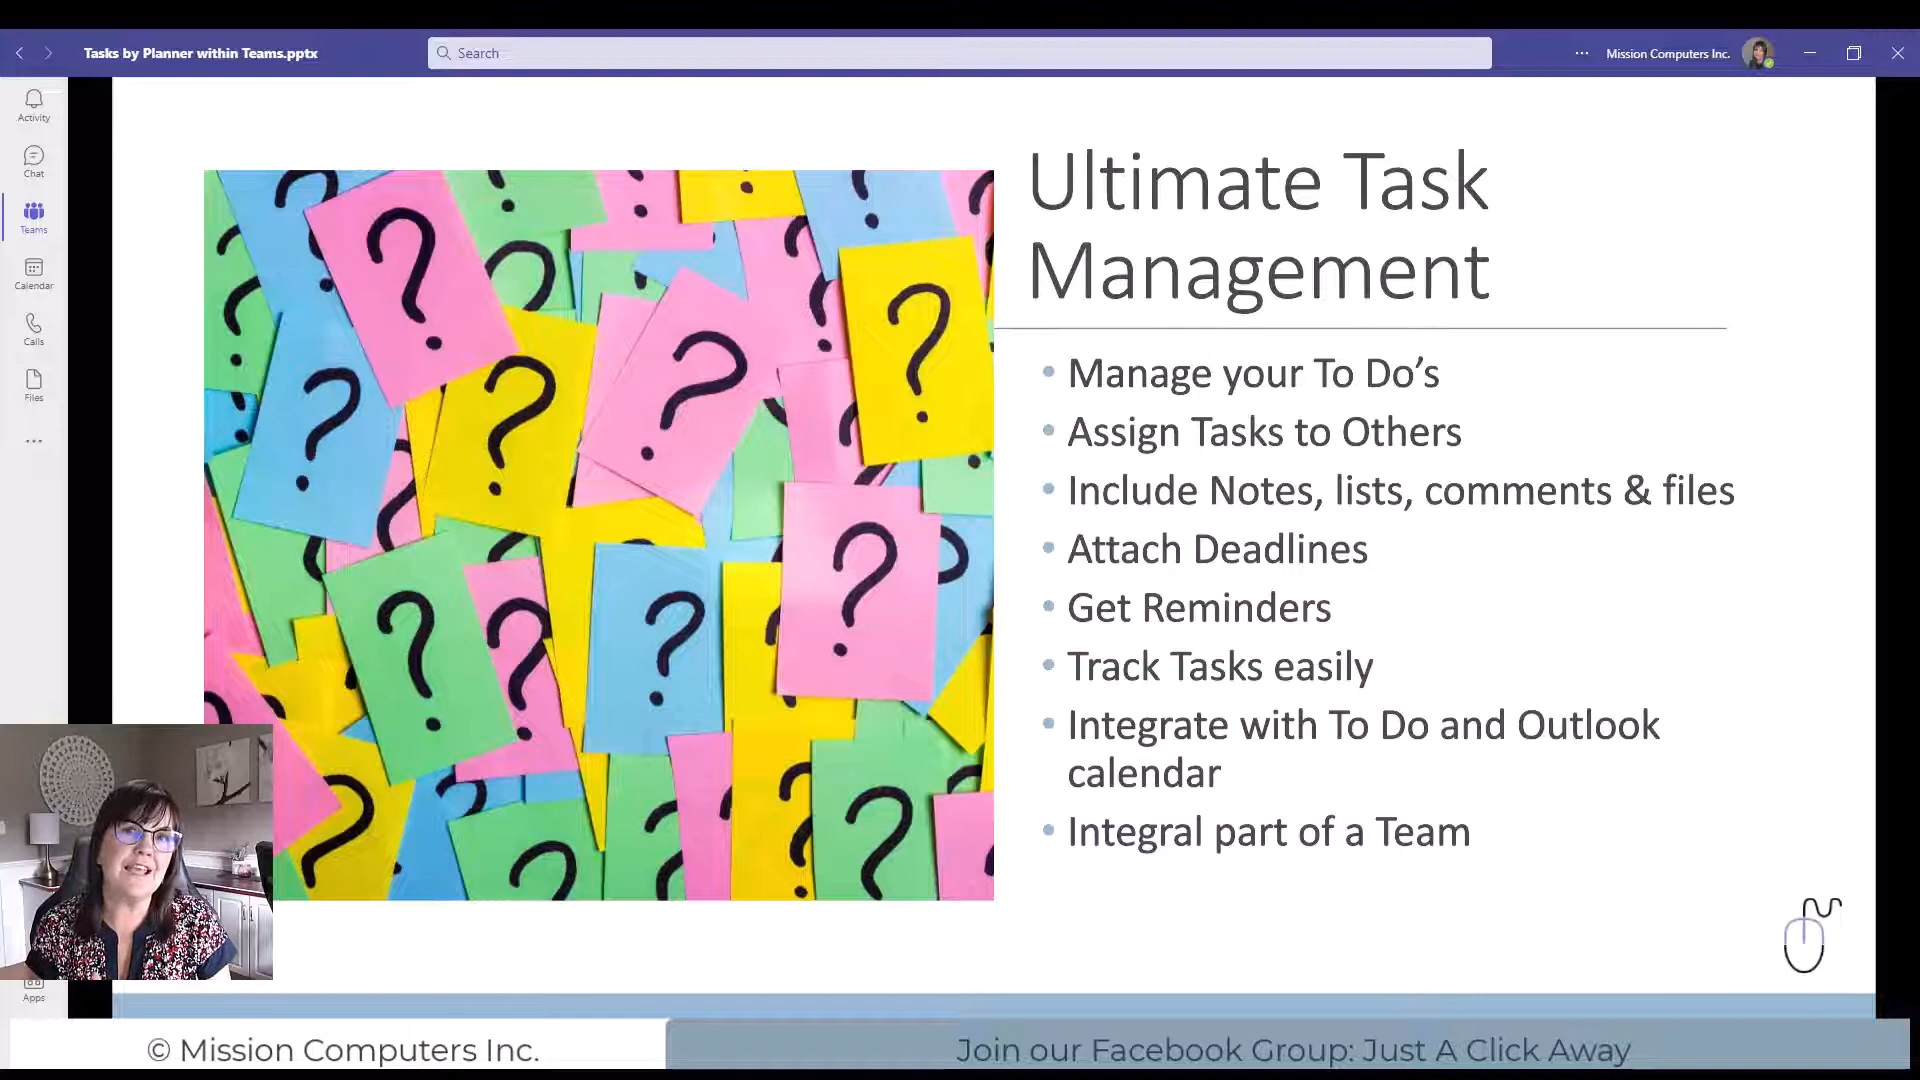 Tasks by Planner within Teams.pptx
Search
Mission Computers Inc.
Activity
Chat
Teams
Calendar
Calls
Files
Apps
Ultimate Task
Management
• Manage your To Do’s
• Assign Tasks to Others
• Include Notes, lists, comments & files
• Attach Deadlines
• Get Reminders
• Track Tasks easily
• Integrate with To Do and Outlook
calendar
• Integral part of a Team
? ? ? ? ? ? ? ? ? ? ? ?
© Mission Computers Inc.
Join our Facebook Group: Just A Click Away